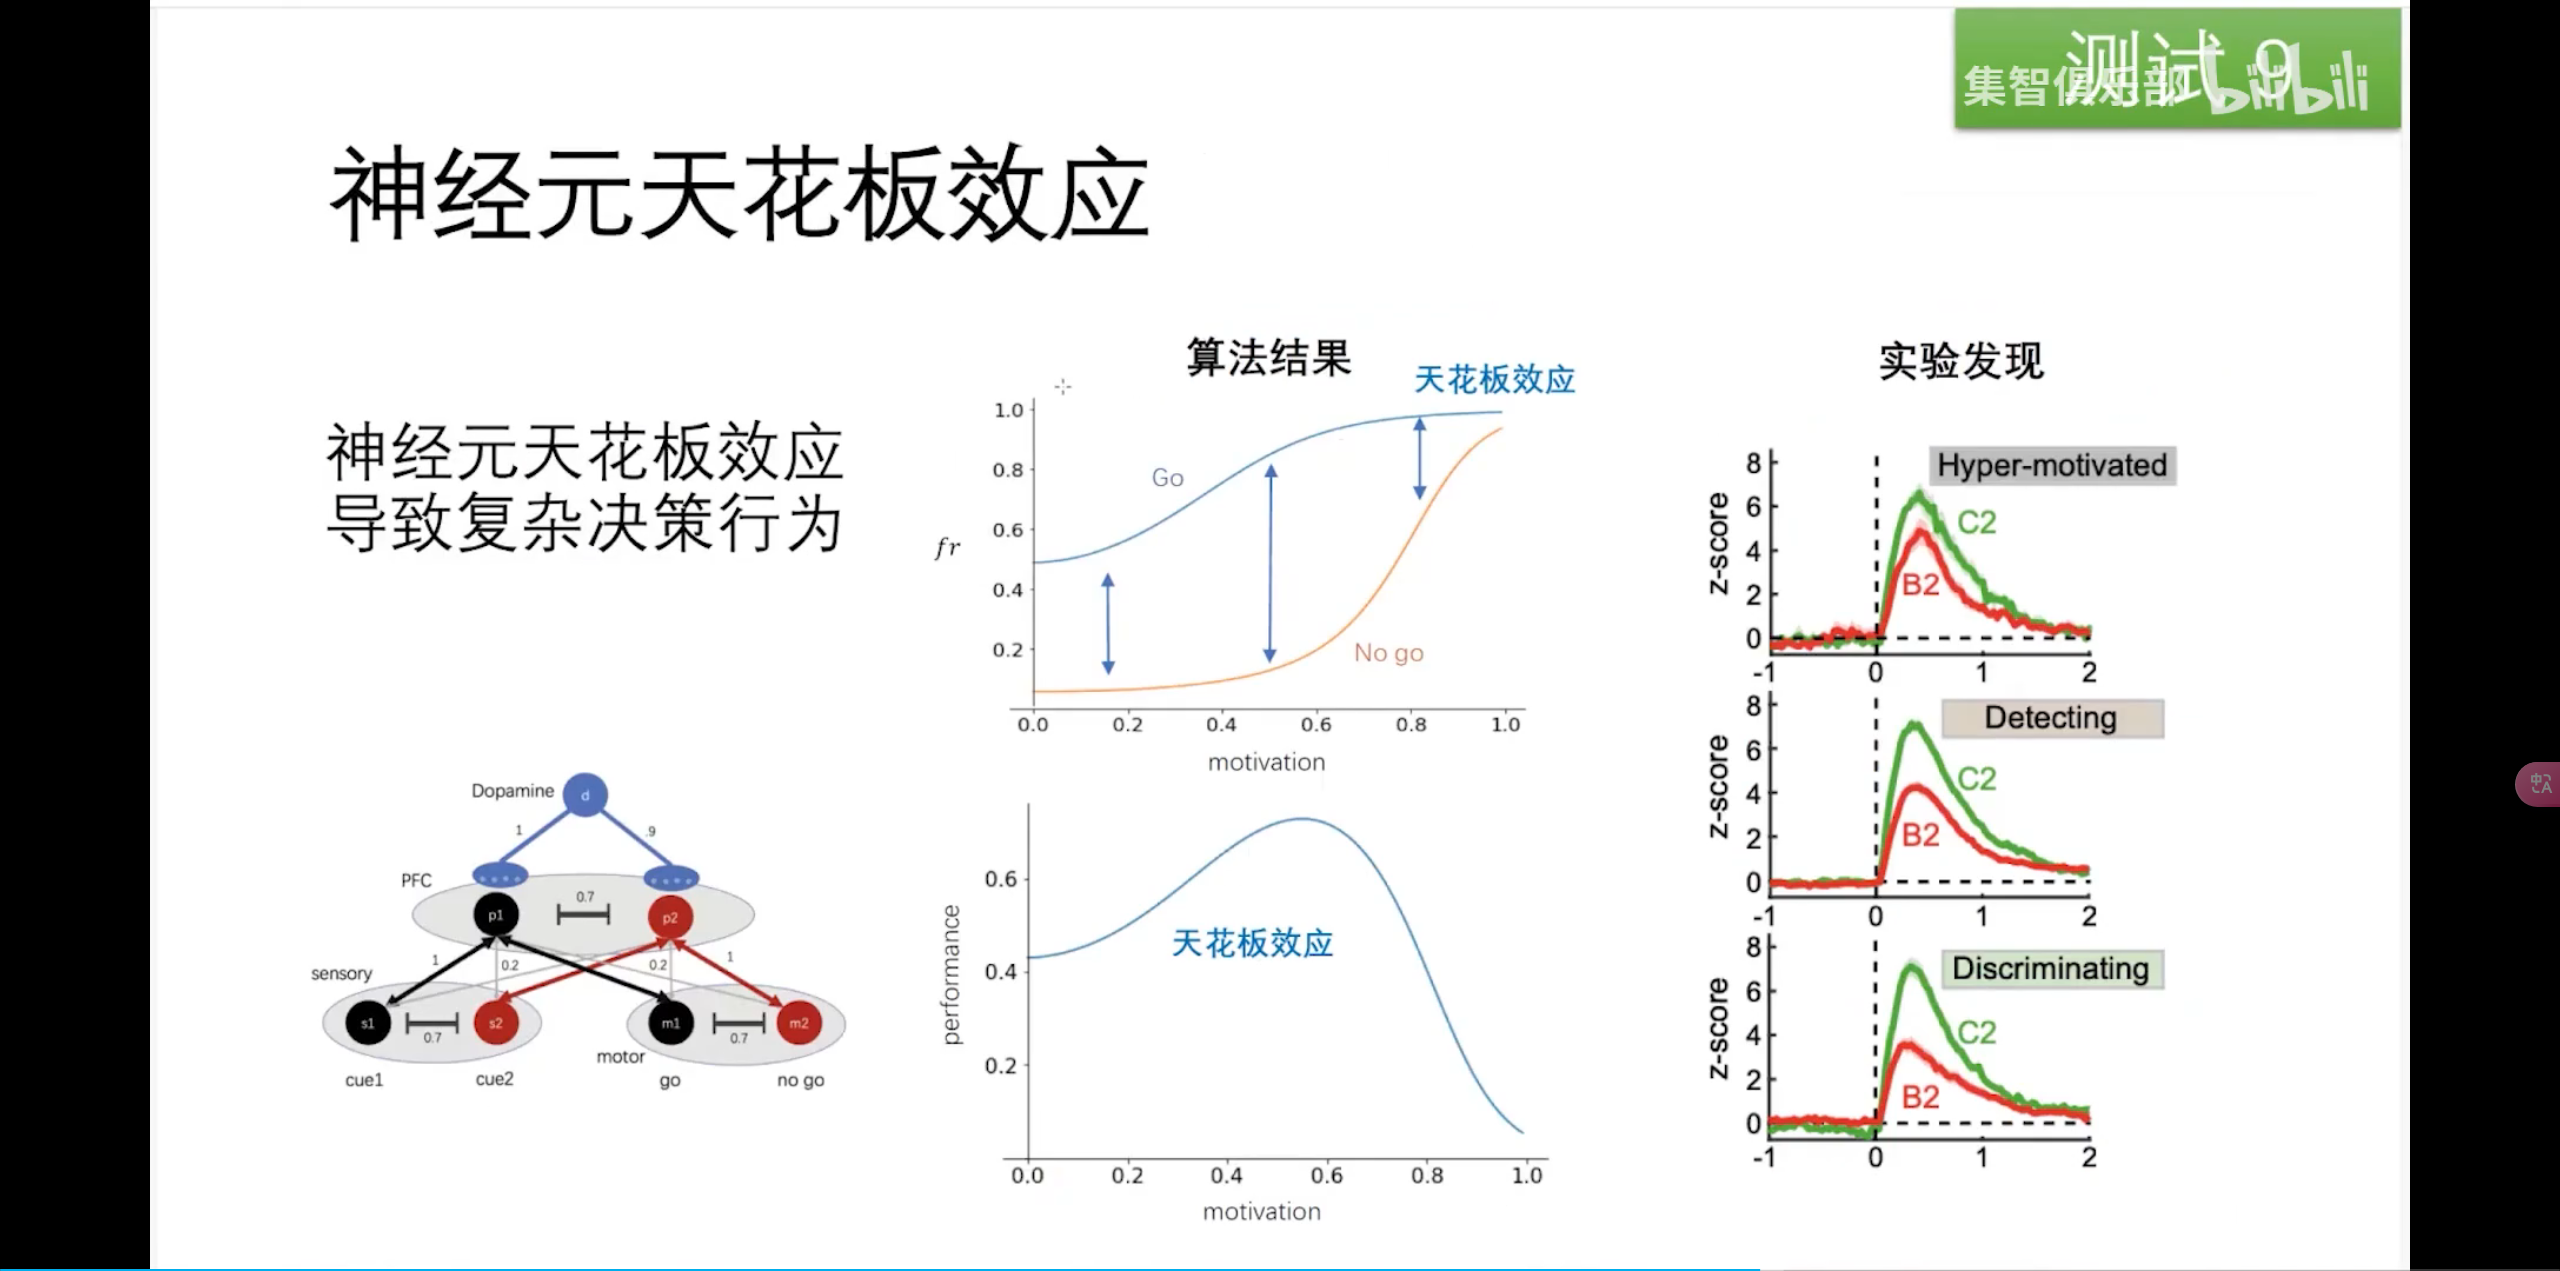 测试 9
集智俱乐部 bilibili
神经元天花板效应
神经元天花板效应
导致复杂决策行为
算法结果
天花板效应
1.0
0.8
0.6
0.4
0.2
fr
Go
No go
0.0 0.2 0.4 0.6 0.8 1.0
motivation
0.6
0.4
0.2
performance
天花板效应
0.0 0.2 0.4 0.6 0.8 1.0
motivation
Dopamine
d
1
.9
PFC
p1
0.7
p2
1
0.2
0.2
1
sensory
s1
0.7
s2
m1
0.7
m2
motor
cue1
cue2
go
no go
实验发现
Hyper-motivated
8
6
4
2
0
z-score
C2
B2
-1 0 1 2
Detecting
8
6
4
2
0
z-score
C2
B2
-1 0 1 2
Discriminating
8
6
4
2
0
z-score
C2
B2
-1 0 1 2
中
A